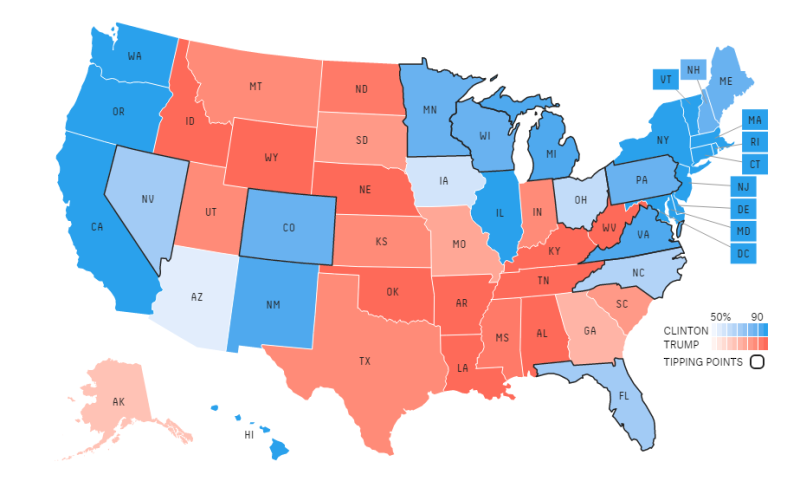 WA
MT
ND
MN
VT
NH
ME
OR
ID
SD
WI
MI
NY
MA
RI
CT
WY
IA
PA
NJ
NV
NE
IL
IN
OH
DE
CA
UT
CO
KS
MO
KY
WV
VA
MD
DC
AZ
NM
OK
AR
TN
NC
SC
MS
AL
GA
TX
LA
FL
AK
HI
50% 90
CLINTON
TRUMP
TIPPING POINTS